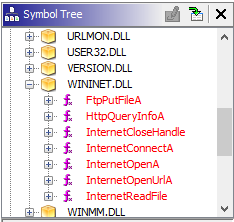 Symbol Tree
URLMON.DLL
USER32.DLL
VERSION.DLL
WININET.DLL
FtpPutFileA
HttpQueryInfoA
InternetCloseHandle
InternetConnectA
InternetOpenA
InternetOpenUrlA
InternetReadFile
WINMM.DLL